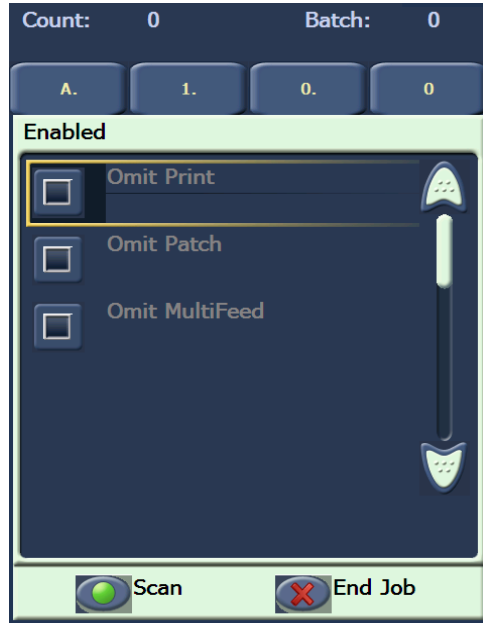 Count: 0 Batch: 0
A. 1. 0. 0
Enabled
Omit Print
Omit Patch
Omit MultiFeed
Scan End Job